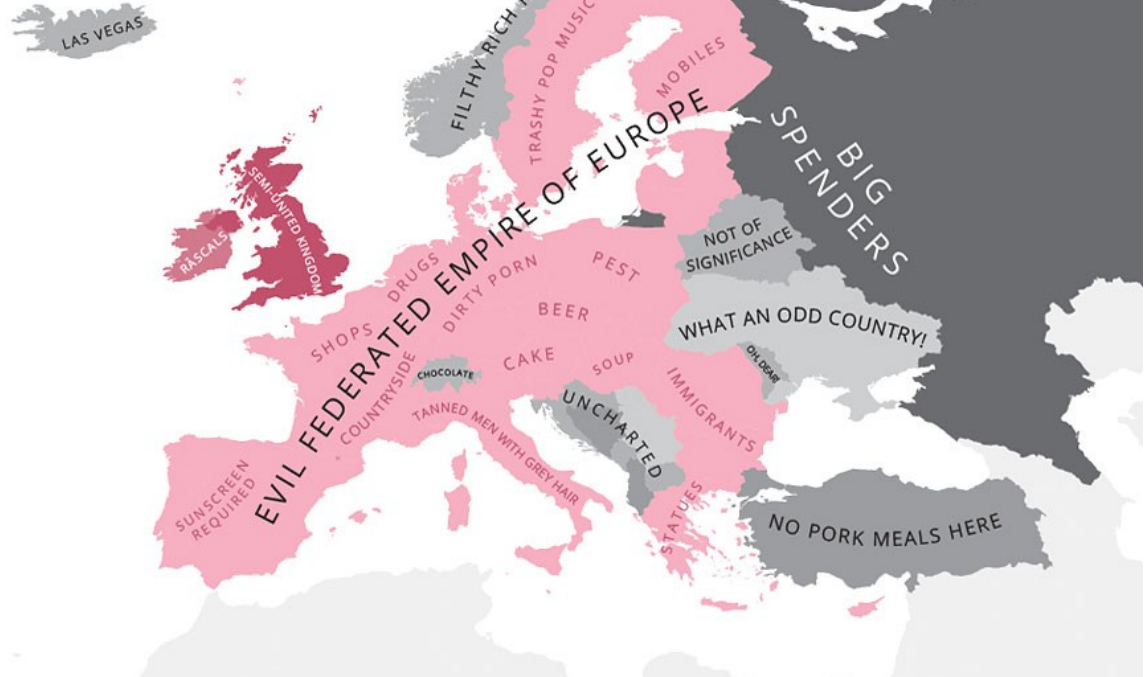 LAS VEGAS
FILTHY RICH
TRASHY POP MUSIC
MOBILES
EVIL FEDERATED EMPIRE OF EUROPE
BIG
SPENDERS
SEMI-UNITED KINGDOM
RASCALS
NOT OF
SIGNIFICANCE
DRUGS
DIRTY PORN
PEST
BEER
WHAT AN ODD COUNTRY!
SHOPS
COUNTRYSIDE
CHOCOLATE
CAKE
SOUP
OH, DEAR!
IMMIGRANTS
UNCHARTED
TANNED MEN WITH GREY HAIR
SUNSCREEN
REQUIRED
STATUES
NO PORK MEALS HERE